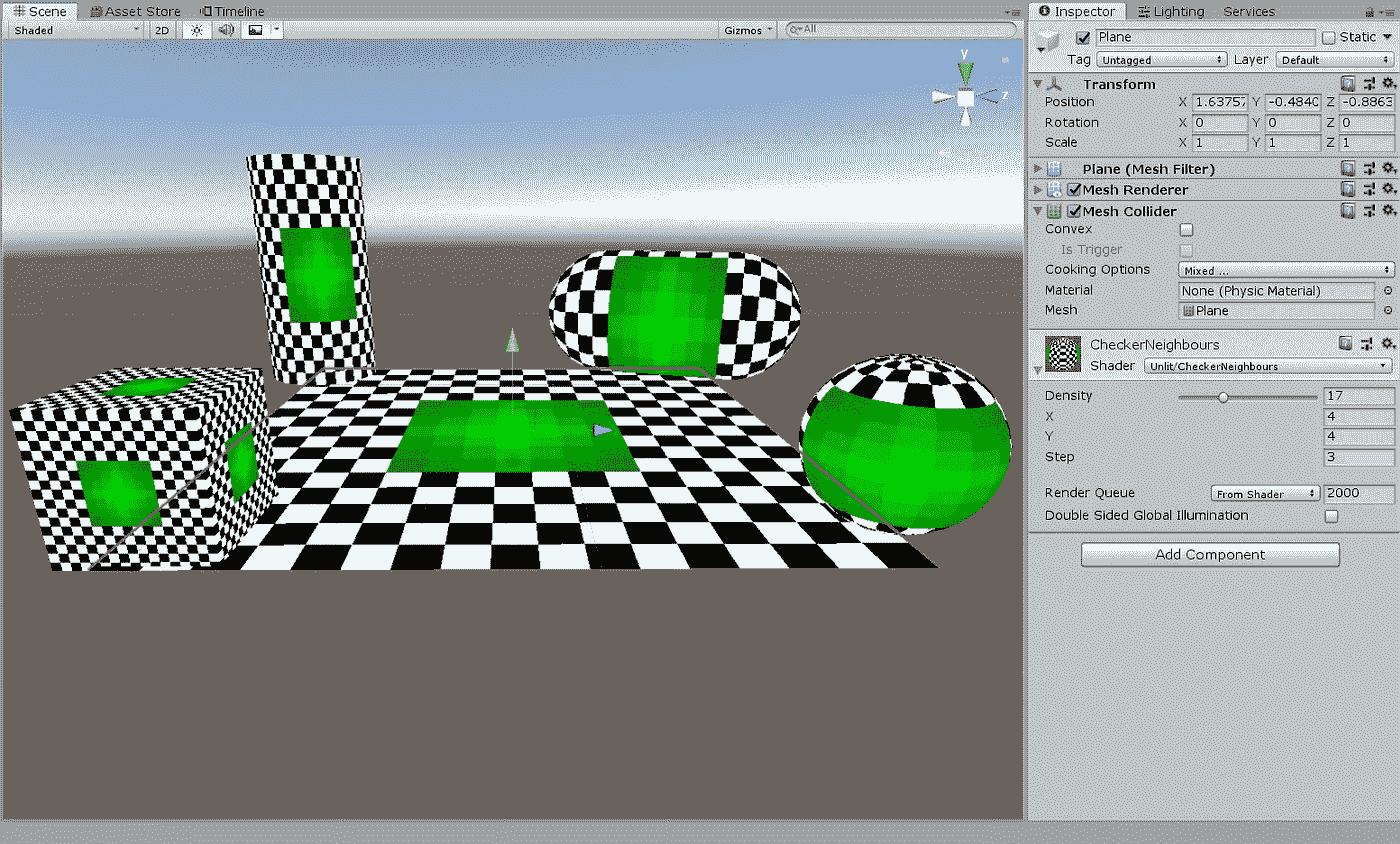 Scene Asset Store Timeline
Shaded 2D Gizmos All
y
z
Inspector Lighting Services
Plane Static
Tag Untagged Layer Default
Transform
Position X 1.6375 Y -0.4840 Z -0.8863
Rotation X 0 Y 0 Z 0
Scale X 1 Y 1 Z 1
Plane (Mesh Filter)
Mesh Renderer
Mesh Collider
Convex
Is Trigger
Cooking Options Mixed ...
Material None (Physic Material)
Mesh Plane
CheckerNeighbours
Shader Unlit/CheckerNeighbours
Density 17
X 4
Y 4
Step 3
Render Queue From Shader 2000
Double Sided Global Illumination
Add Component